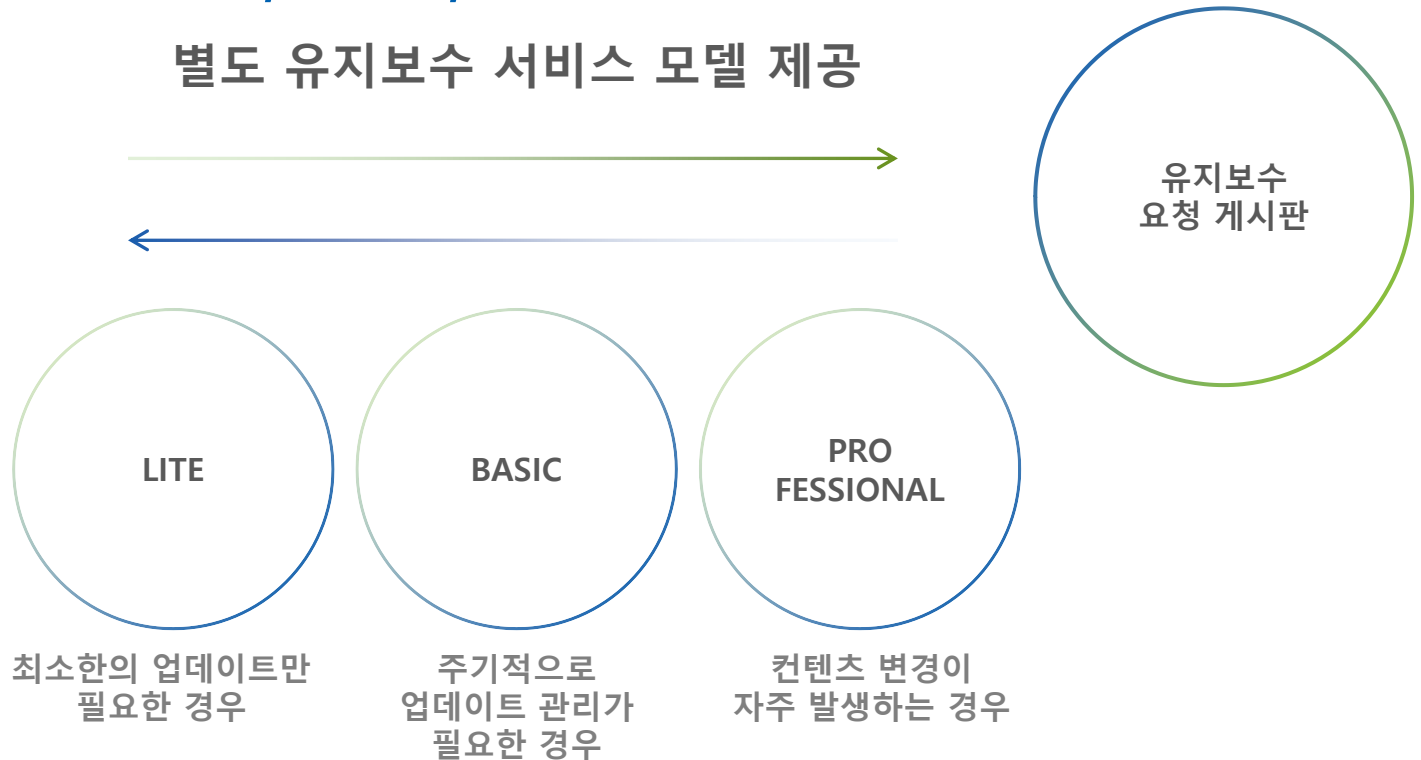 별도 유지보수 서비스 모델 제공
유지보수
요청 게시판
LITE
BASIC
PRO
FESSIONAL
최소한의 업데이트만
필요한 경우
주기적으로
업데이트 관리가
필요한 경우
컨텐츠 변경이
자주 발생하는 경우